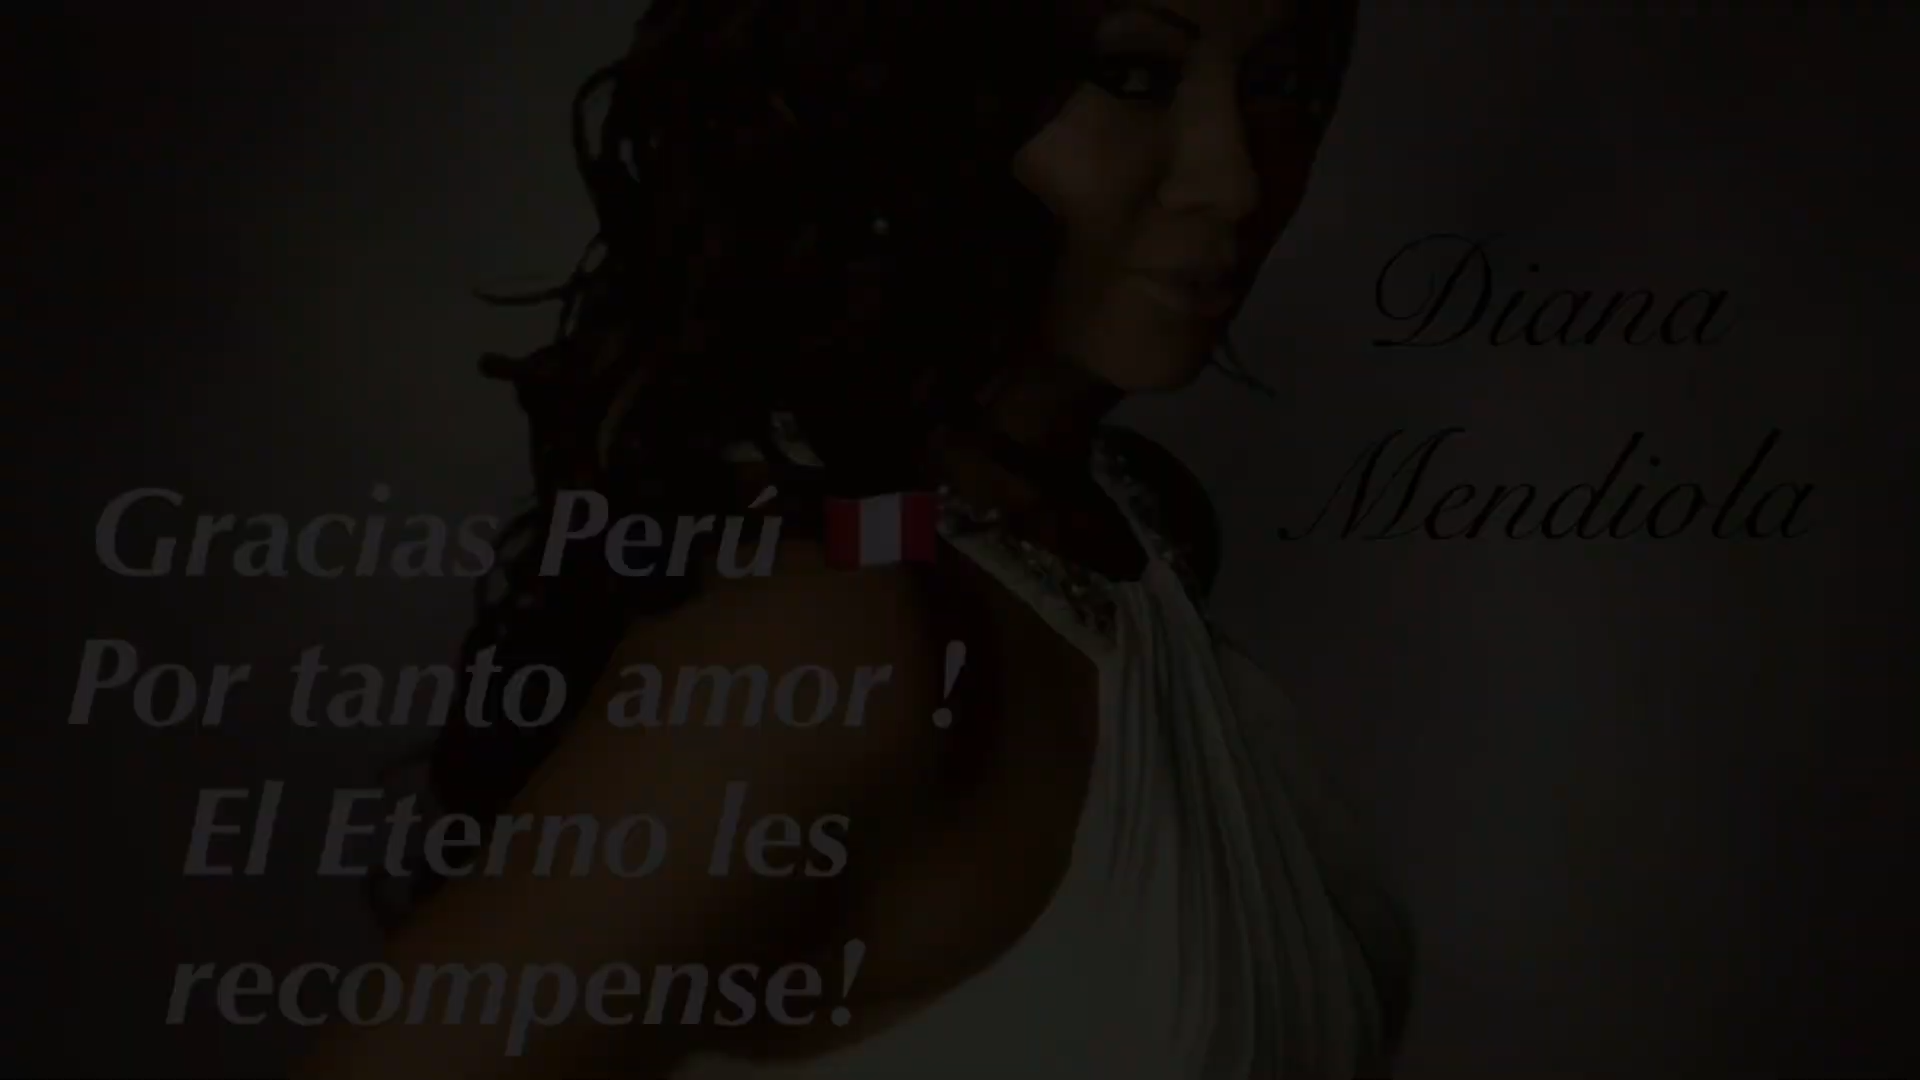 Diana
Mendiola
Gracias Perú 🇵🇪
Por tanto amor !
El Eterno les
recompense!